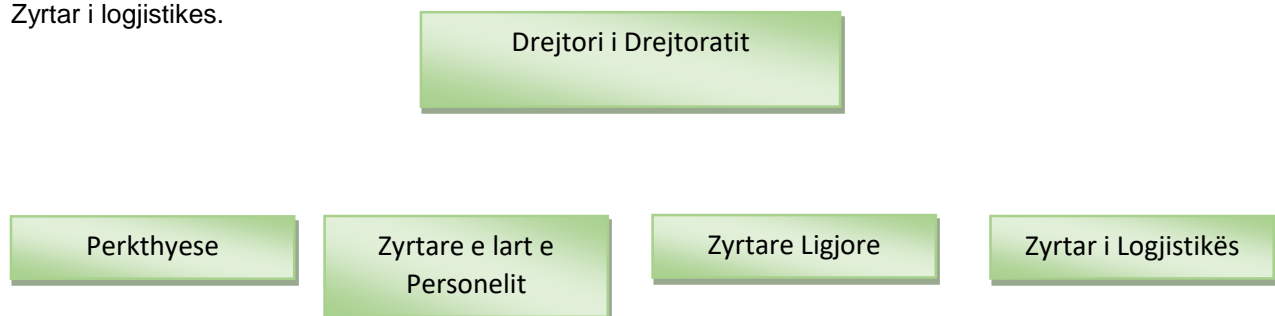 Zyrtar i logjistikes.
Drejtori i Drejtoratit
Perkthyese
Zyrtare e lart e
Personelit
Zyrtare Ligjore
Zyrtar i Logjistikës